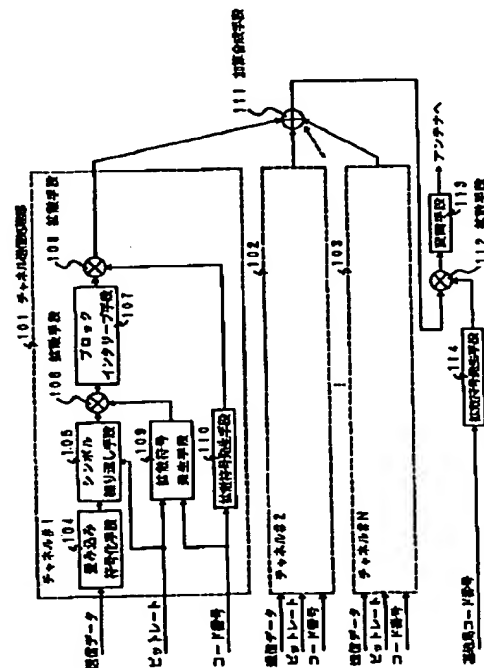 101 チャネル送信処理部
チャネル#1
104
畳み込み
符号化手段
105
シンボル
繰り返し手段
106 拡散手段
ブロック
インタリーブ手段
107
108 拡散手段
109
拡散符号
発生手段
110
拡散符号発生手段
送信データ
ビットレート
コード番号
111 加算合成手段
102
チャネル#2
送信データ
ビットレート
コード番号
103
チャネル#N
送信データ
ビットレート
コード番号
アンテナへ
変調手段
113
112 拡散手段
114
拡散符号発生手段
基地局コード番号